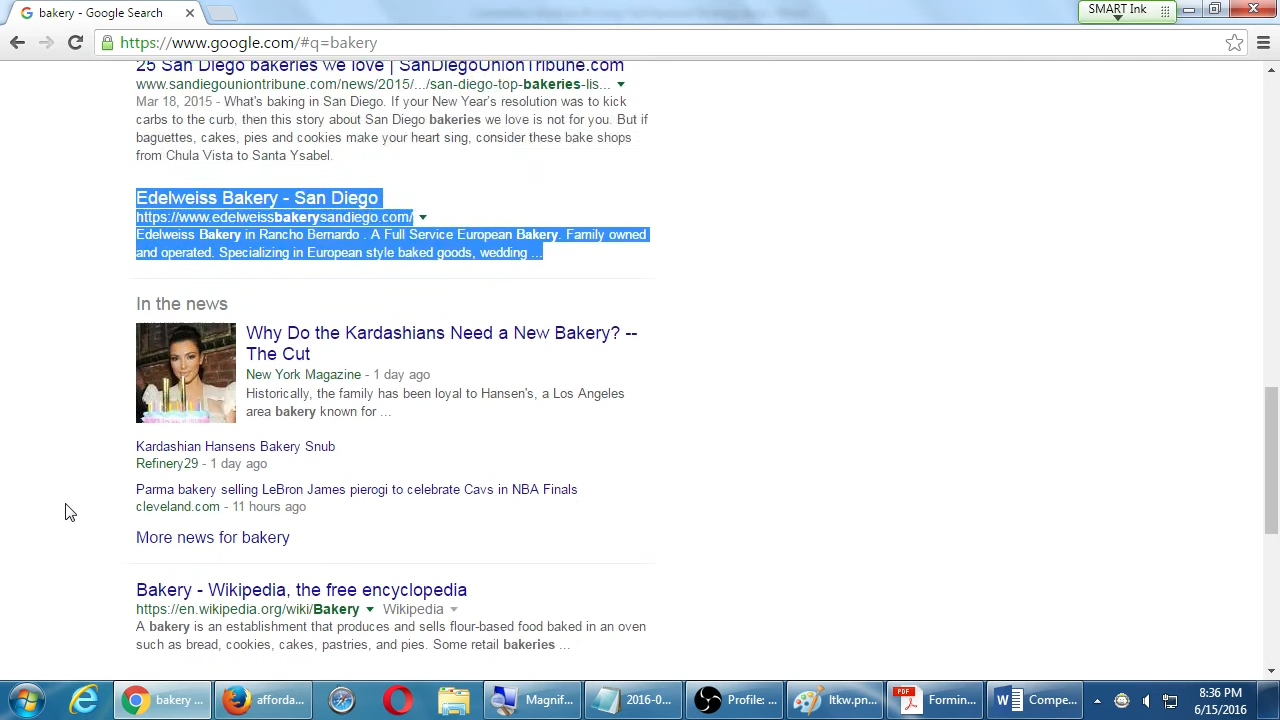 bakery - Google Search
SMART Ink
https://www.google.com/#q=bakery
25 San Diego bakeries we love | SanDiegoUnionTribune.com
www.sandiegouniontribune.com/news/2015/.../san-diego-top-bakeries-lis...
Mar 18, 2015 - What's baking in San Diego. If your New Year's resolution was to kick
carbs to the curb, then this story about San Diego bakeries we love is not for you. But if
baguettes, cakes, pies and cookies make your heart sing, consider these bake shops
from Chula Vista to Santa Ysabel.
Edelweiss Bakery - San Diego
https://www.edelweissbakerysandiego.com/
Edelweiss Bakery in Rancho Bernardo . A Full Service European Bakery. Family owned
and operated. Specializing in European style baked goods, wedding ...
In the news
Why Do the Kardashians Need a New Bakery? --
The Cut
New York Magazine - 1 day ago
Historically, the family has been loyal to Hansen's, a Los Angeles
area bakery known for ...
Kardashian Hansens Bakery Snub
Refinery29 - 1 day ago
Parma bakery selling LeBron James pierogi to celebrate Cavs in NBA Finals
cleveland.com - 11 hours ago
More news for bakery
Bakery - Wikipedia, the free encyclopedia
https://en.wikipedia.org/wiki/Bakery Wikipedia
A bakery is an establishment that produces and sells flour-based food baked in an oven
such as bread, cookies, cakes, pastries, and pies. Some retail bakeries ...
bakery ... afforda... Magnif... 2016-0... Profile: ... ltkw.pn... Formin... Compe... 8:36 PM
6/15/2016